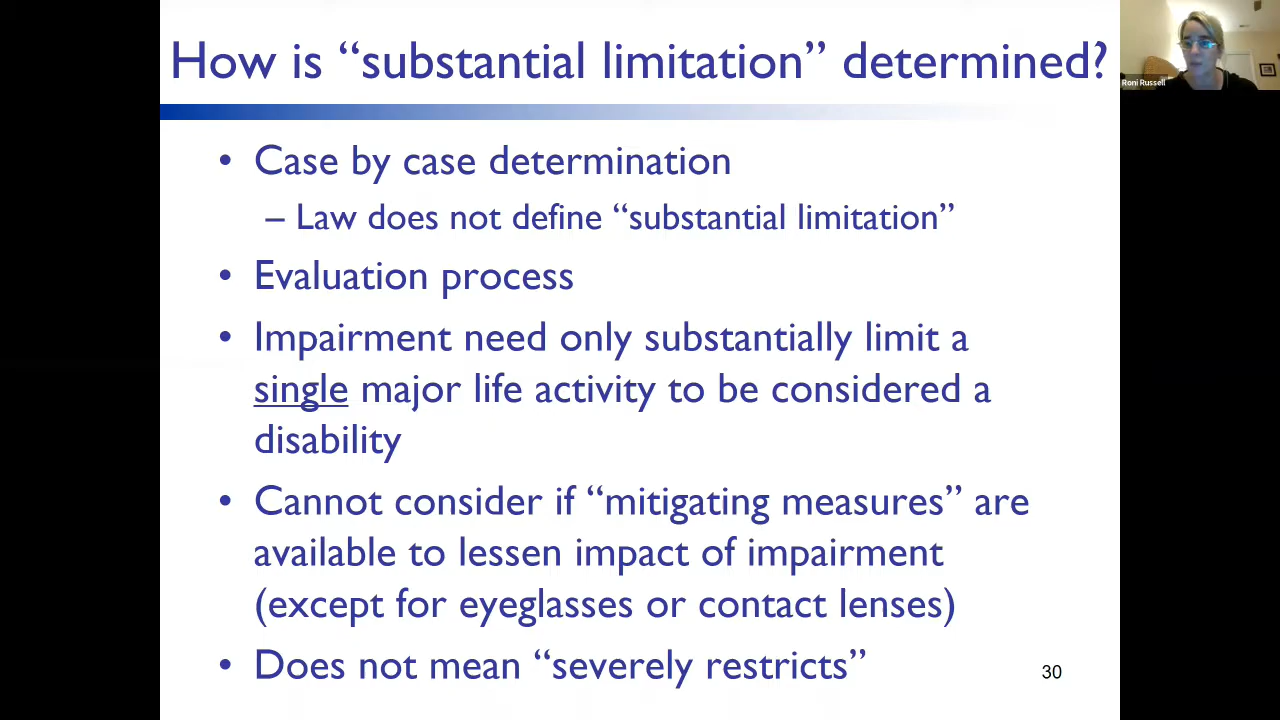 How is “substantial limitation” determined?
Roni Russell
• Case by case determination
– Law does not define “substantial limitation”
• Evaluation process
• Impairment need only substantially limit a
single major life activity to be considered a
disability
• Cannot consider if “mitigating measures” are
available to lessen impact of impairment
(except for eyeglasses or contact lenses)
• Does not mean “severely restricts”
30